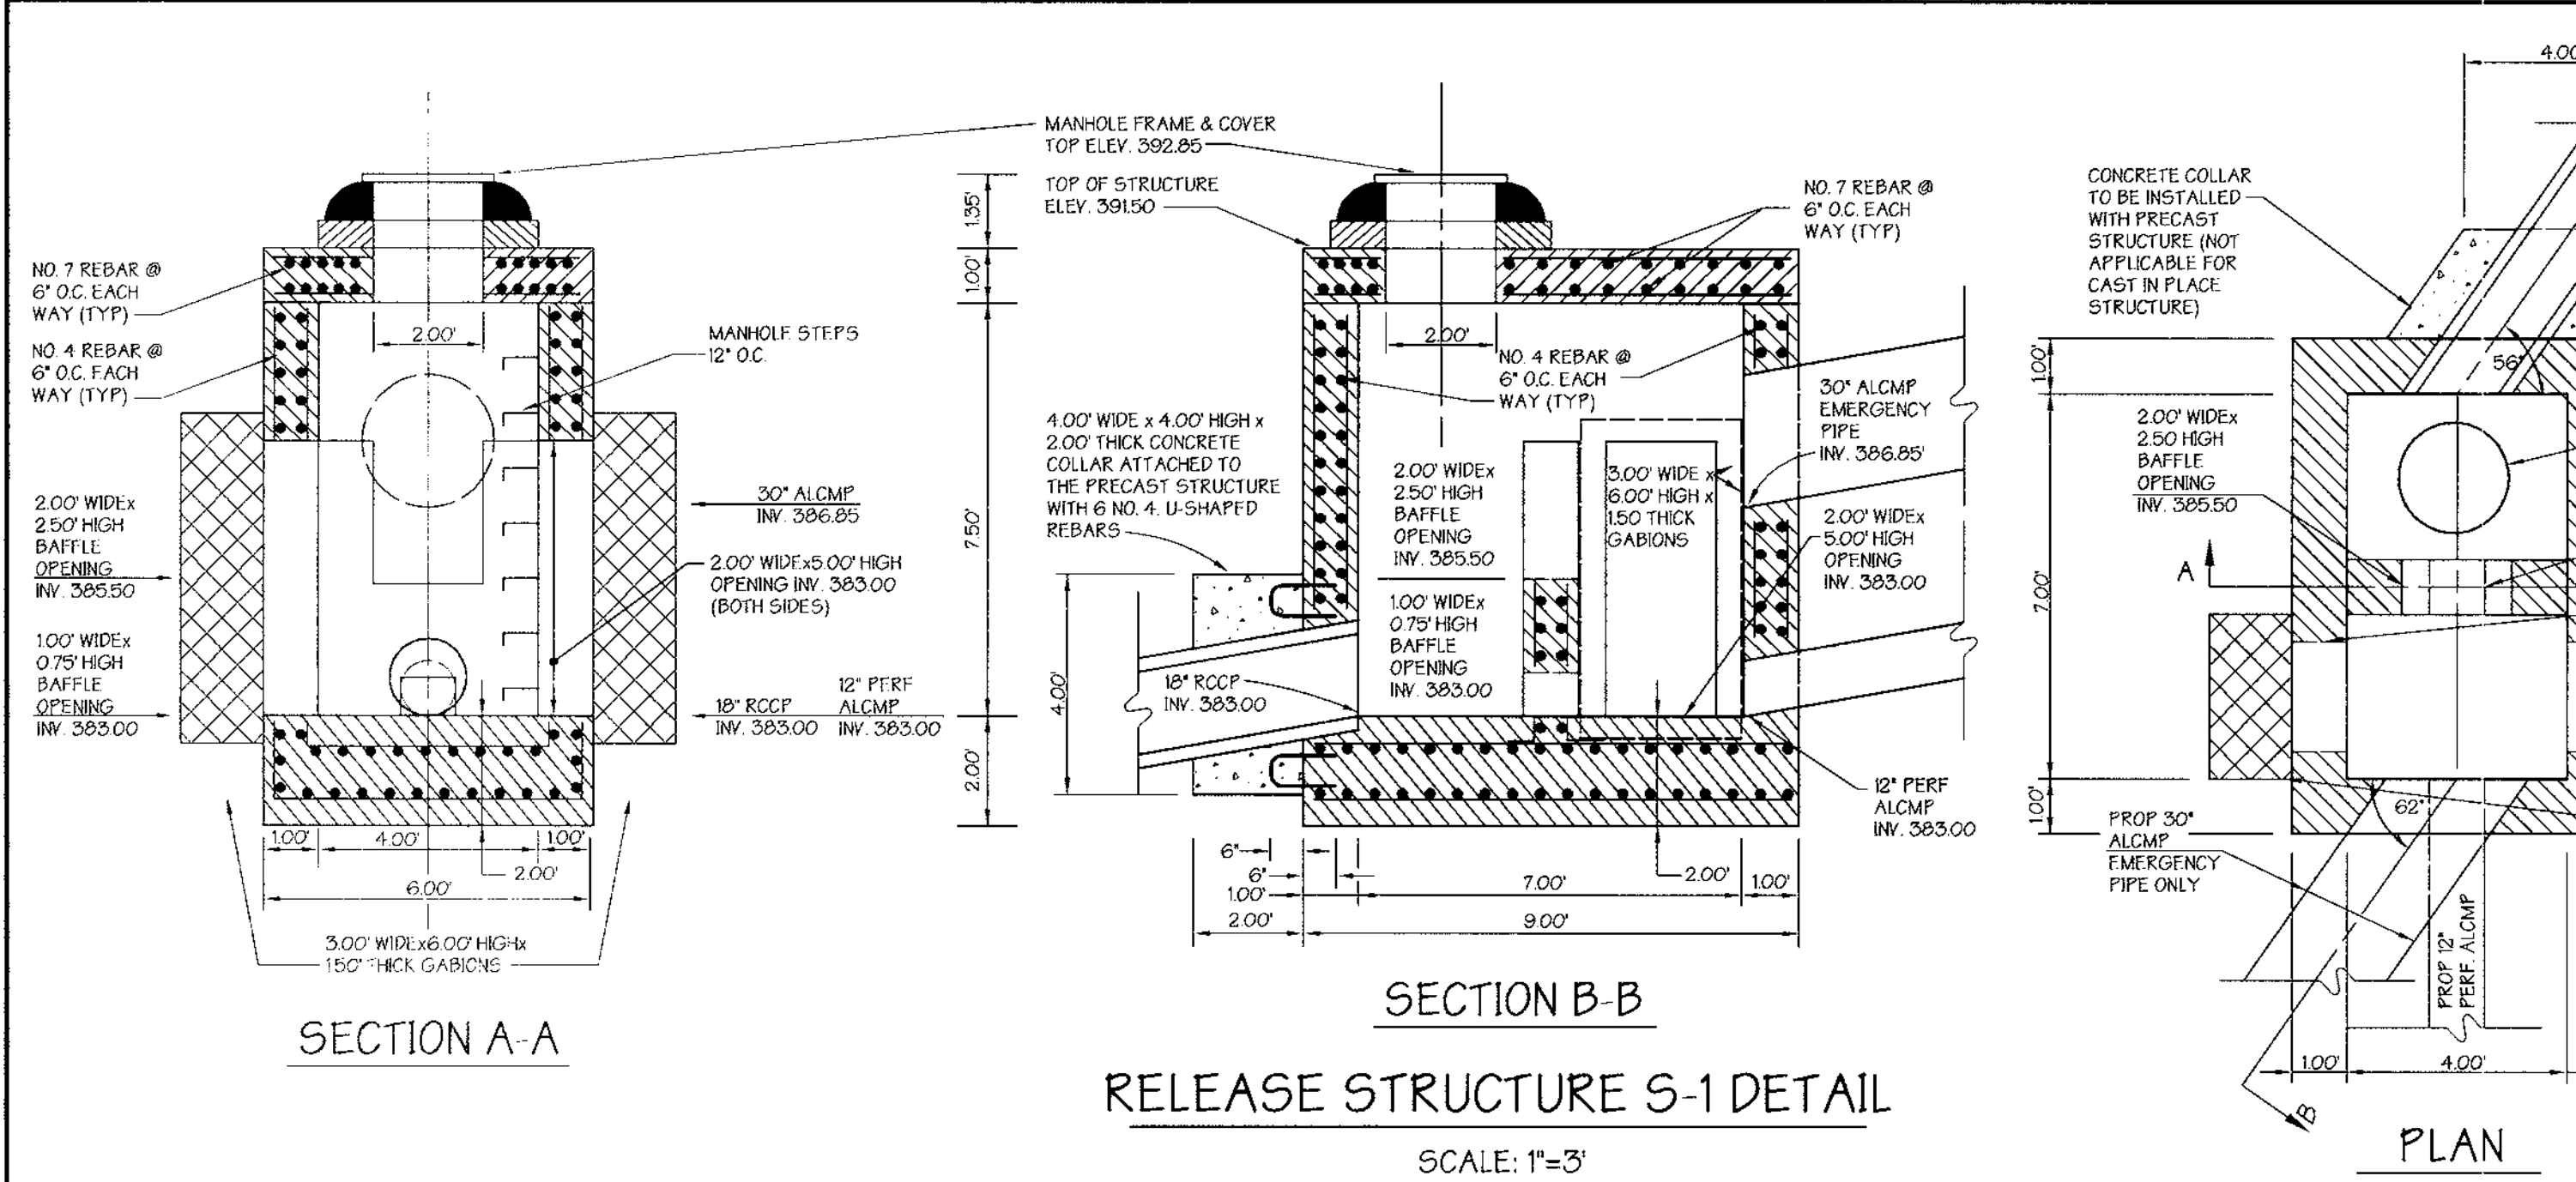 NO. 7 REBAR @
6" O.C. EACH
WAY (TYP)
NO. 4 REBAR @
6" O.C. EACH
WAY (TYP)
2.00' WIDEx
2.50' HIGH
BAFFLE
OPENING
INV. 385.50
1.00' WIDEx
0.75' HIGH
BAFFLE
OPENING
INV. 383.00
2.00'
MANHOLE STEPS
12" O.C.
30" ALCMP
INV. 386.85
2.00' WIDEx5.00' HIGH
OPENING INV. 383.00
(BOTH SIDES)
18" RCCP
INV. 383.00
12" PERF
ALCMP
INV. 383.00
1.00'
4.00'
1.00'
2.00'
6.00'
3.00' WIDEx6.00' HIGHx
1.50' THICK GABIONS
SECTION A-A
1.35'
1.00'
7.50'
2.00'
MANHOLE FRAME & COVER
TOP ELEV. 392.85
TOP OF STRUCTURE
ELEV. 391.50
NO. 7 REBAR @
6" O.C. EACH
WAY (TYP)
2.00'
NO. 4 REBAR @
6" O.C. EACH
WAY (TYP)
4.00' WIDE x 4.00' HIGH x
2.00' THICK CONCRETE
COLLAR ATTACHED TO
THE PRECAST STRUCTURE
WITH 6 NO. 4. U-SHAPED
REBARS
30" ALCMP
EMERGENCY
PIPE
INV. 386.85'
2.00' WIDEx
2.50' HIGH
BAFFLE
OPENING
INV. 385.50
3.00' WIDE x
6.00' HIGH x
1.50 THICK
GABIONS
2.00' WIDEx
5.00' HIGH
OPENING
INV. 383.00
1.00' WIDEx
0.75' HIGH
BAFFLE
OPENING
INV. 383.00
4.00'
18" RCCP
INV. 383.00
12" PERF
ALCMP
INV. 383.00
6"
6"
1.00'
7.00'
2.00'
1.00'
2.00'
9.00'
SECTION B-B
RELEASE STRUCTURE S-1 DETAIL
SCALE: 1"=3'
4.00
CONCRETE COLLAR
TO BE INSTALLED
WITH PRECAST
STRUCTURE (NOT
APPLICABLE FOR
CAST IN PLACE
STRUCTURE)
1.00'
56°
2.00' WIDEx
2.50 HIGH
BAFFLE
OPENING
INV. 385.50
A
7.00'
1.00'
62°
PROP 30"
ALCMP
EMERGENCY
PIPE ONLY
PROP 12"
PERF. ALCMP
1.00'
4.00'
B
PLAN